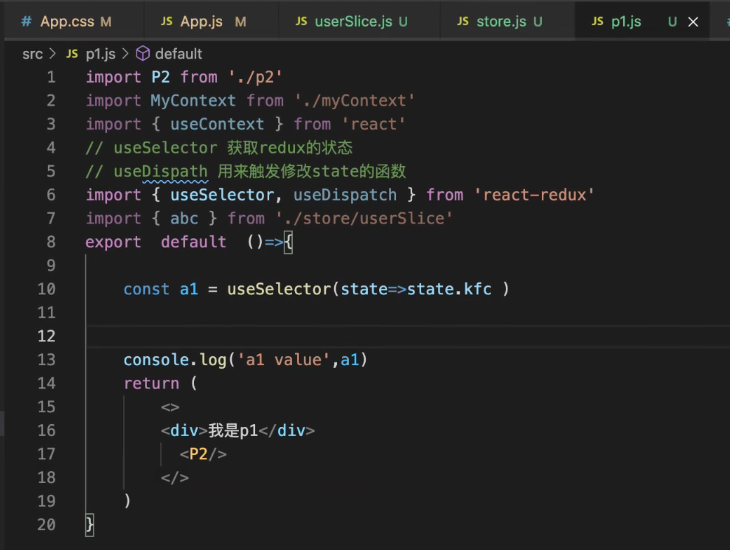 # App.css M JS App.js M JS userSlice.js U JS store.js U JS p1.js U ×
src > JS p1.js > default
1 import P2 from './p2'
2 import MyContext from './myContext'
3 import { useContext } from 'react'
4 // useSelector 获取redux的状态
5 // useDispath 用来触发修改state的函数
6 import { useSelector, useDispatch } from 'react-redux'
7 import { abc } from './store/userSlice'
8 export  default  ()=>{
9
10     const a1 = useSelector(state=>state.kfc )
11
12
13     console.log('a1 value',a1)
14     return (
15         <>
16         <div>我是p1</div>
17           <P2/>
18         </>
19     )
20 }